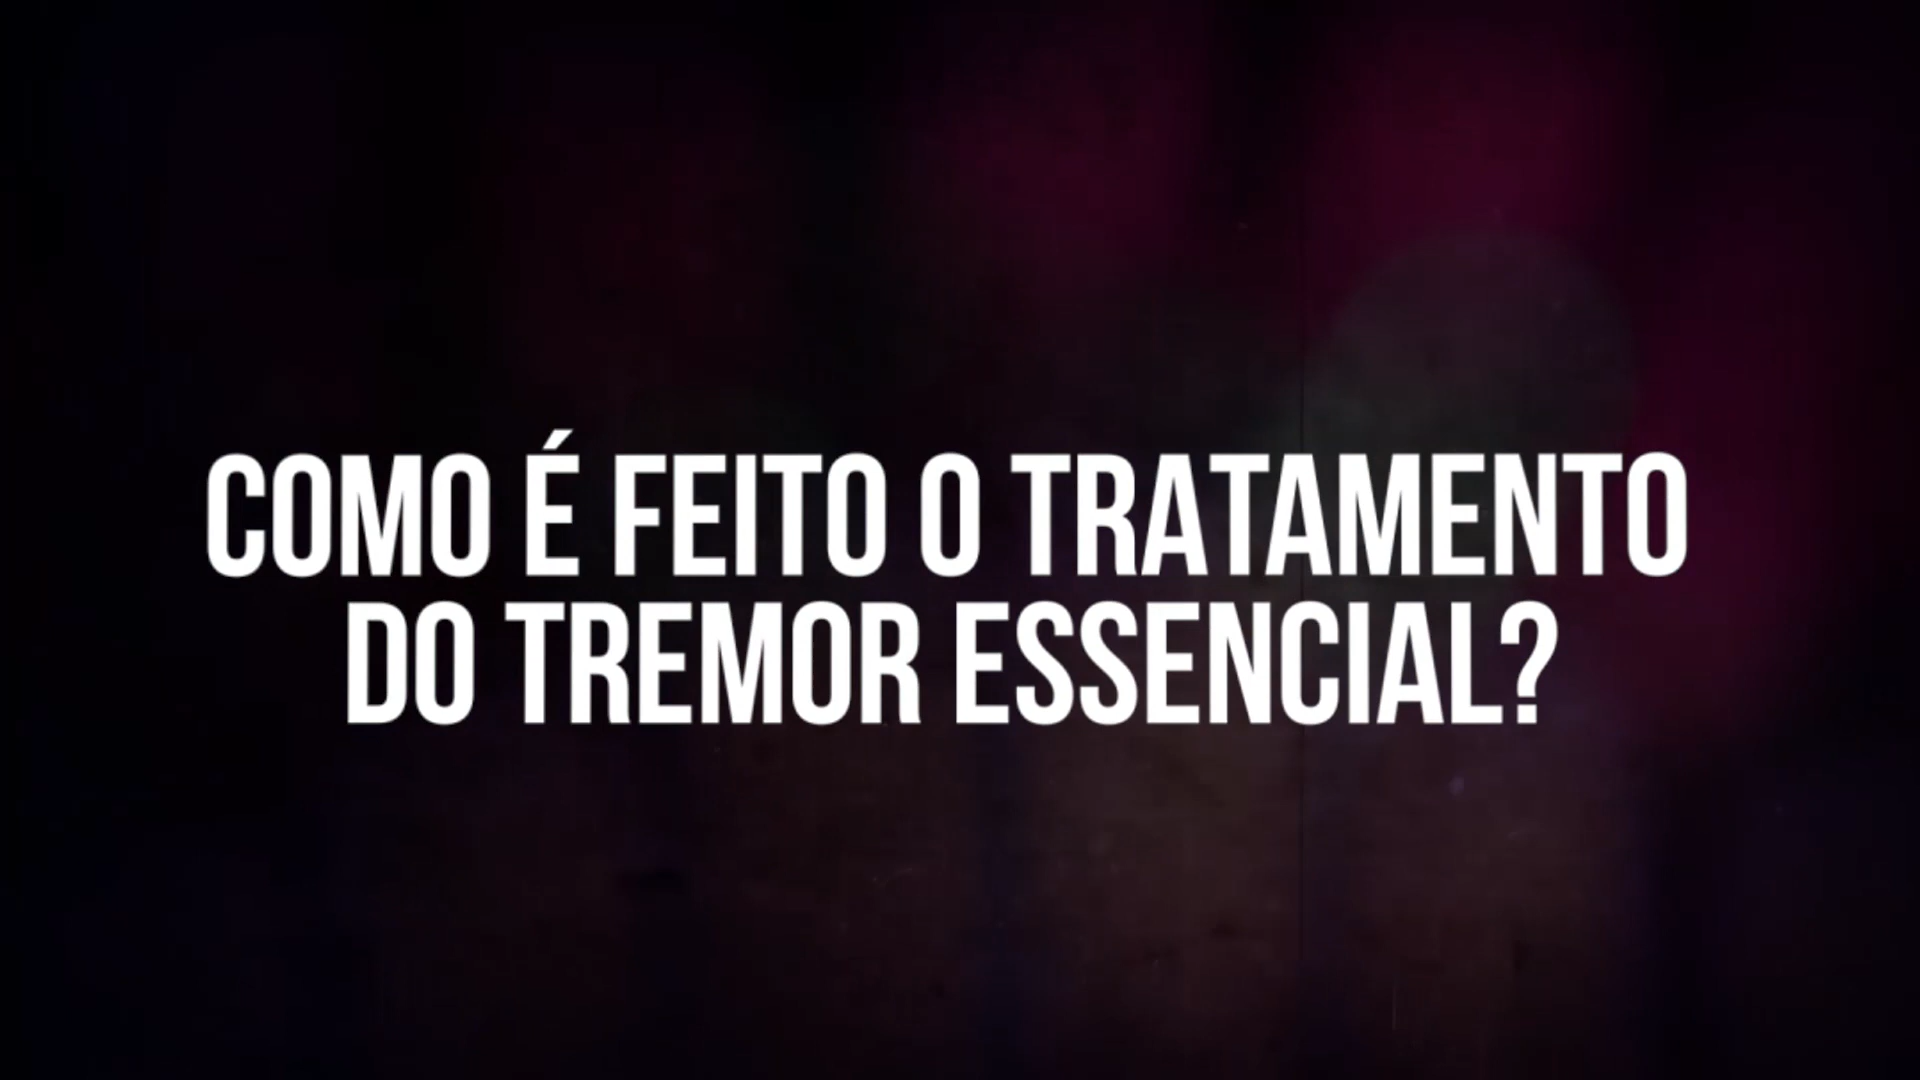 COMO É FEITO O TRATAMENTO
DO TREMOR ESSENCIAL?